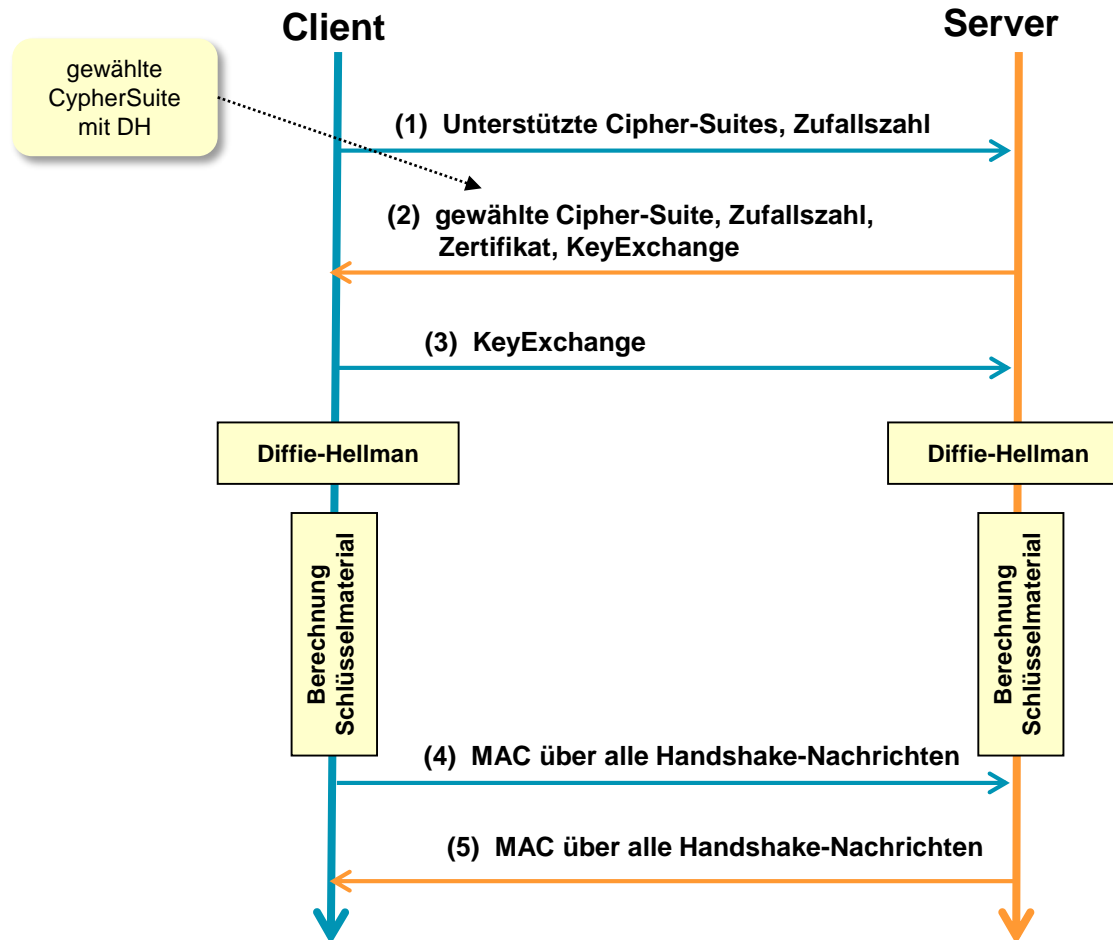 Client
Server
gewählte
CypherSuite
mit DH
(1) Unterstützte Cipher-Suites, Zufallszahl
(2) gewählte Cipher-Suite, Zufallszahl,
Zertifikat, KeyExchange
(3) KeyExchange
Diffie-Hellman
Diffie-Hellman
Berechnung
Schlüsselmaterial
Berechnung
Schlüsselmaterial
(4) MAC über alle Handshake-Nachrichten
(5) MAC über alle Handshake-Nachrichten